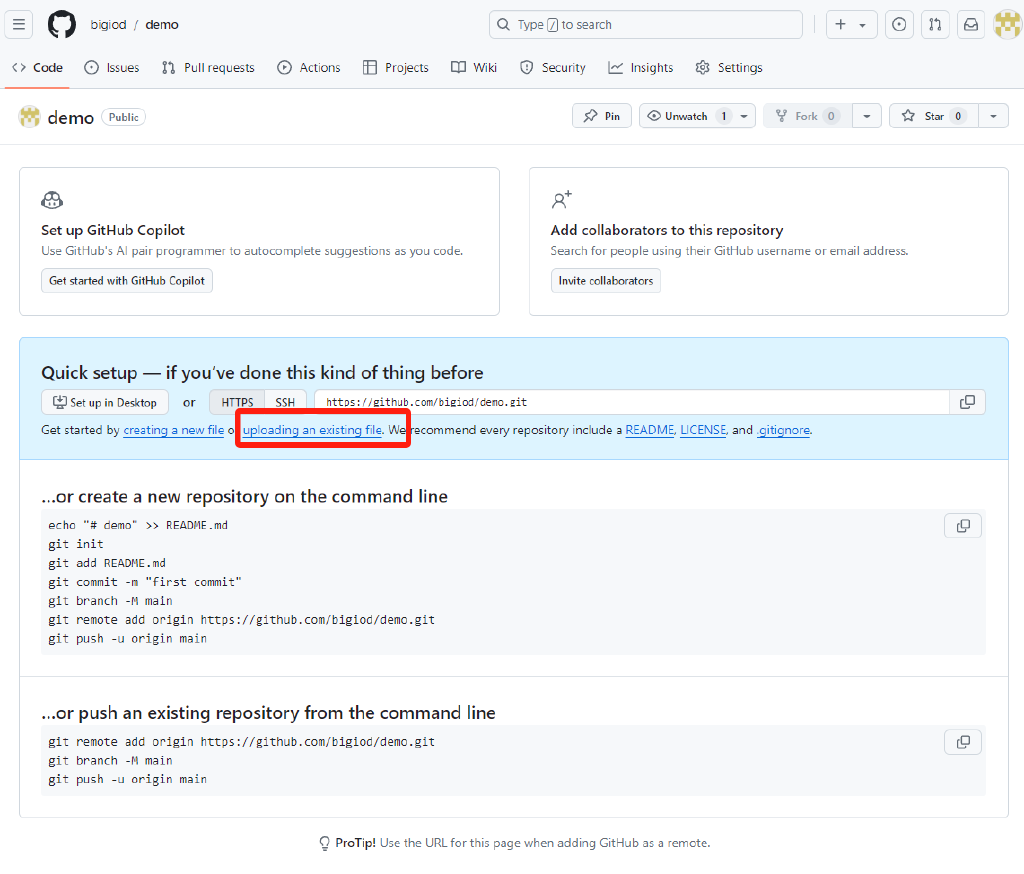 bigiod / demo
Type / to search
Code Issues Pull requests Actions Projects Wiki Security Insights Settings
demo Public Pin Unwatch 1 Fork 0 Star 0
Set up GitHub Copilot
Use GitHub's AI pair programmer to autocomplete suggestions as you code.
Get started with GitHub Copilot
Add collaborators to this repository
Search for people using their GitHub username or email address.
Invite collaborators
Quick setup — if you've done this kind of thing before
Set up in Desktop or HTTPS SSH https://github.com/bigiod/demo.git
Get started by creating a new file or uploading an existing file. We recommend every repository include a README, LICENSE, and .gitignore.
…or create a new repository on the command line
echo "# demo" >> README.md
git init
git add README.md
git commit -m "first commit"
git branch -M main
git remote add origin https://github.com/bigiod/demo.git
git push -u origin main
…or push an existing repository from the command line
git remote add origin https://github.com/bigiod/demo.git
git branch -M main
git push -u origin main
ProTip! Use the URL for this page when adding GitHub as a remote.